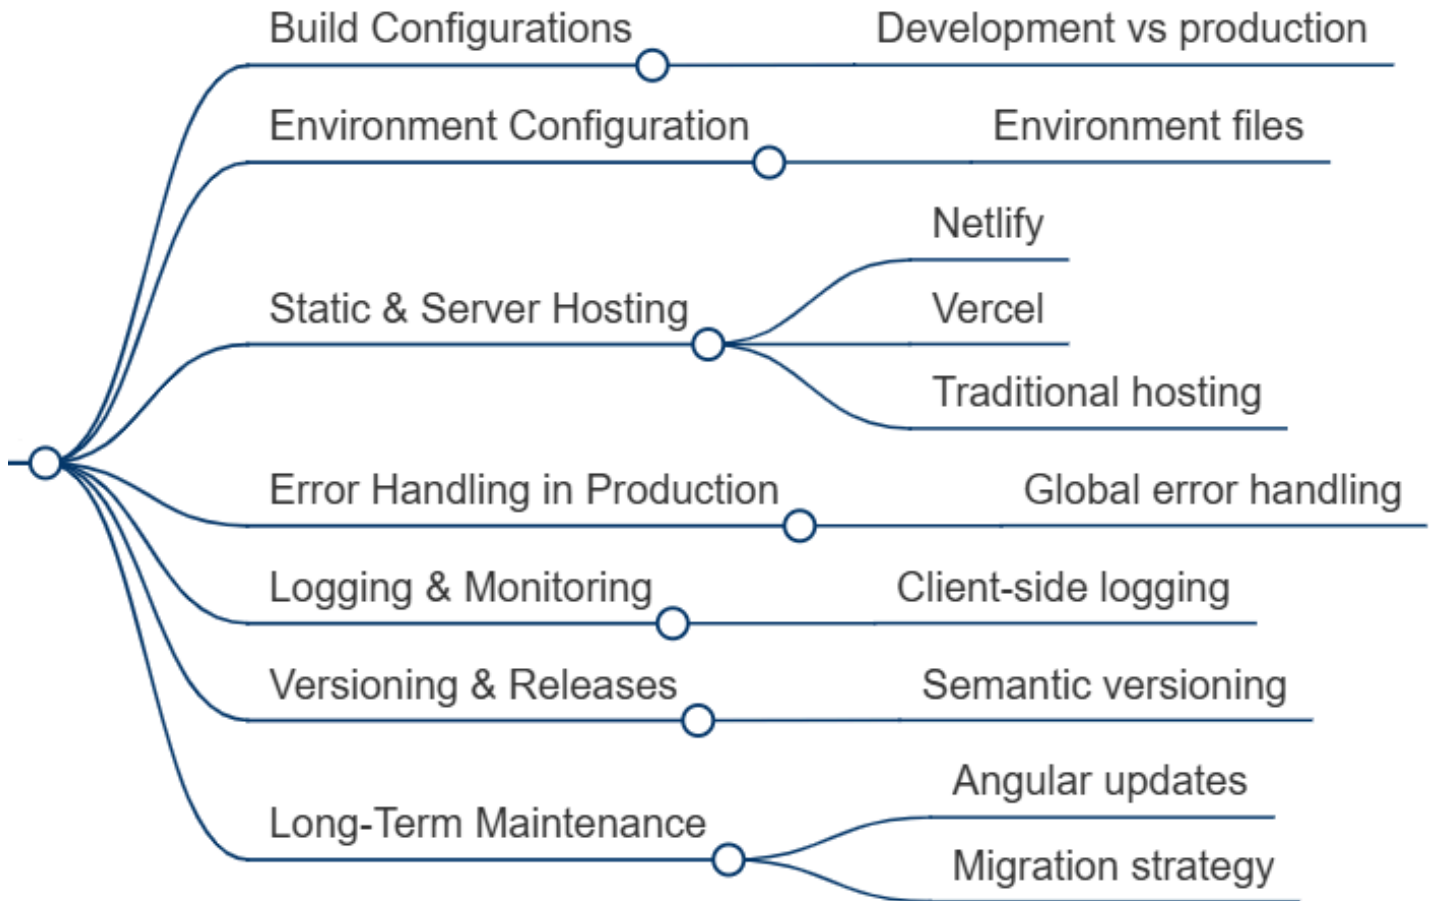 Build Configurations
Development vs production
Environment Configuration
Environment files
Static & Server Hosting
Netlify
Vercel
Traditional hosting
Error Handling in Production
Global error handling
Logging & Monitoring
Client-side logging
Versioning & Releases
Semantic versioning
Long-Term Maintenance
Angular updates
Migration strategy